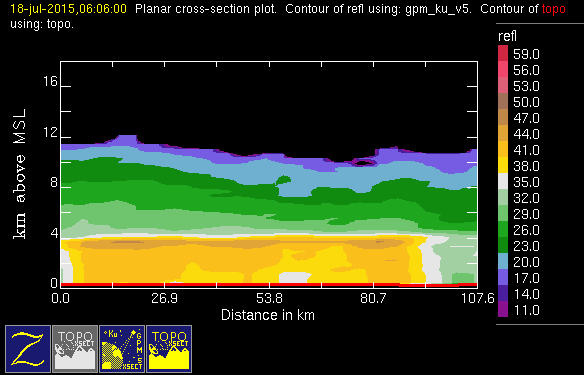 18-jul-2015,06:06:00 Planar cross-section plot. Contour of refl using: gpm_ku_v5. Contour of topo
using: topo.
refl
59.0
56.0
53.0
50.0
47.0
44.0
41.0
38.0
35.0
32.0
29.0
26.0
23.0
20.0
17.0
14.0
11.0
km above MSL
16
12
8
4
0
0.0 26.9 53.8 80.7 107.6
Distance in km
Z
TOPO
XSECT
"Ku"
GPM'S
XSECT
TOPO
XSECT